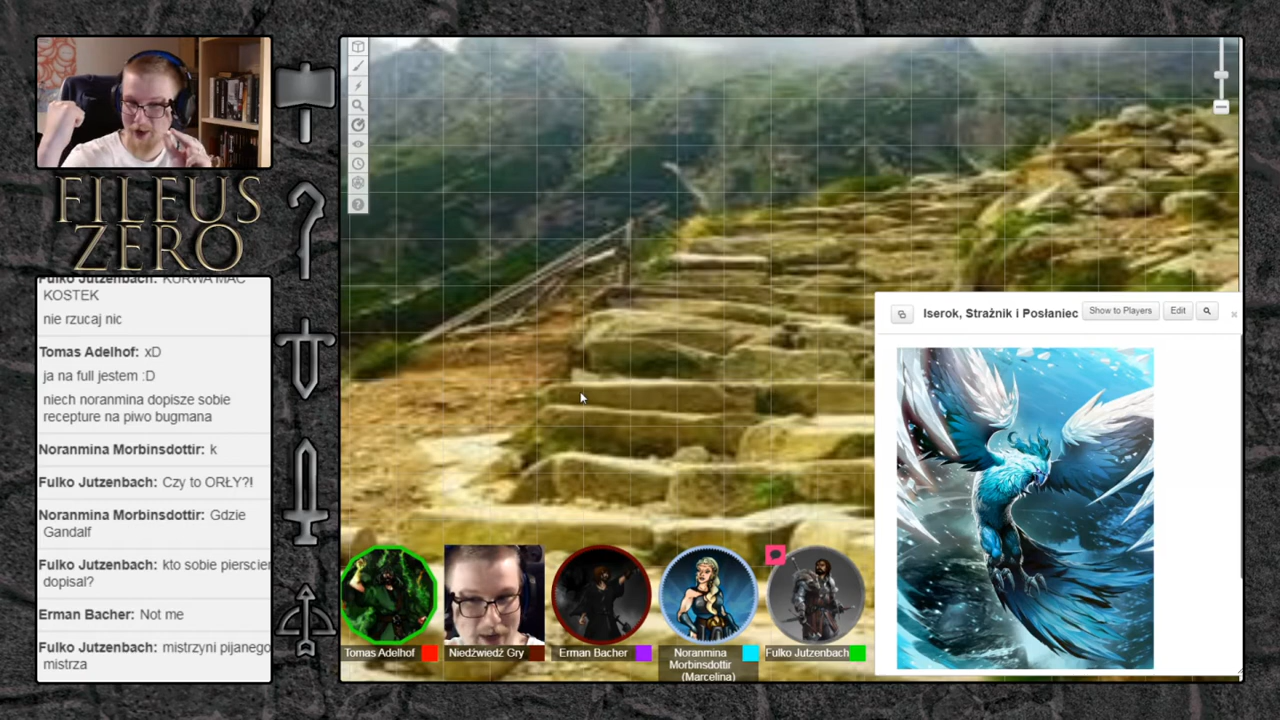 FILEUS
ZERO
Fulko Jutzenbach: KURWA MAĆ
KOSTEK
nie rzucaj nic
Tomas Adelhof: xD
ja na full jestem :D
niech noranmina dopisze sobie
recepture na piwo bugmana
Noranmina Morbinsdottir: k
Fulko Jutzenbach: Czy to ORŁY?!
Noranmina Morbinsdottir: Gdzie
Gandalf
Fulko Jutzenbach: kto sobie pierscien
dopisal?
Erman Bacher: Not me
Fulko Jutzenbach: mistrzyni pijanego
mistrza
Iserok, Strażnik i Posłaniec
Show to Players
Edit
Tomas Adelhof
Niedźwiedź Gry
Erman Bacher
Noranmina
Morbinsdottir
(Marcelina)
Fulko Jutzenbach